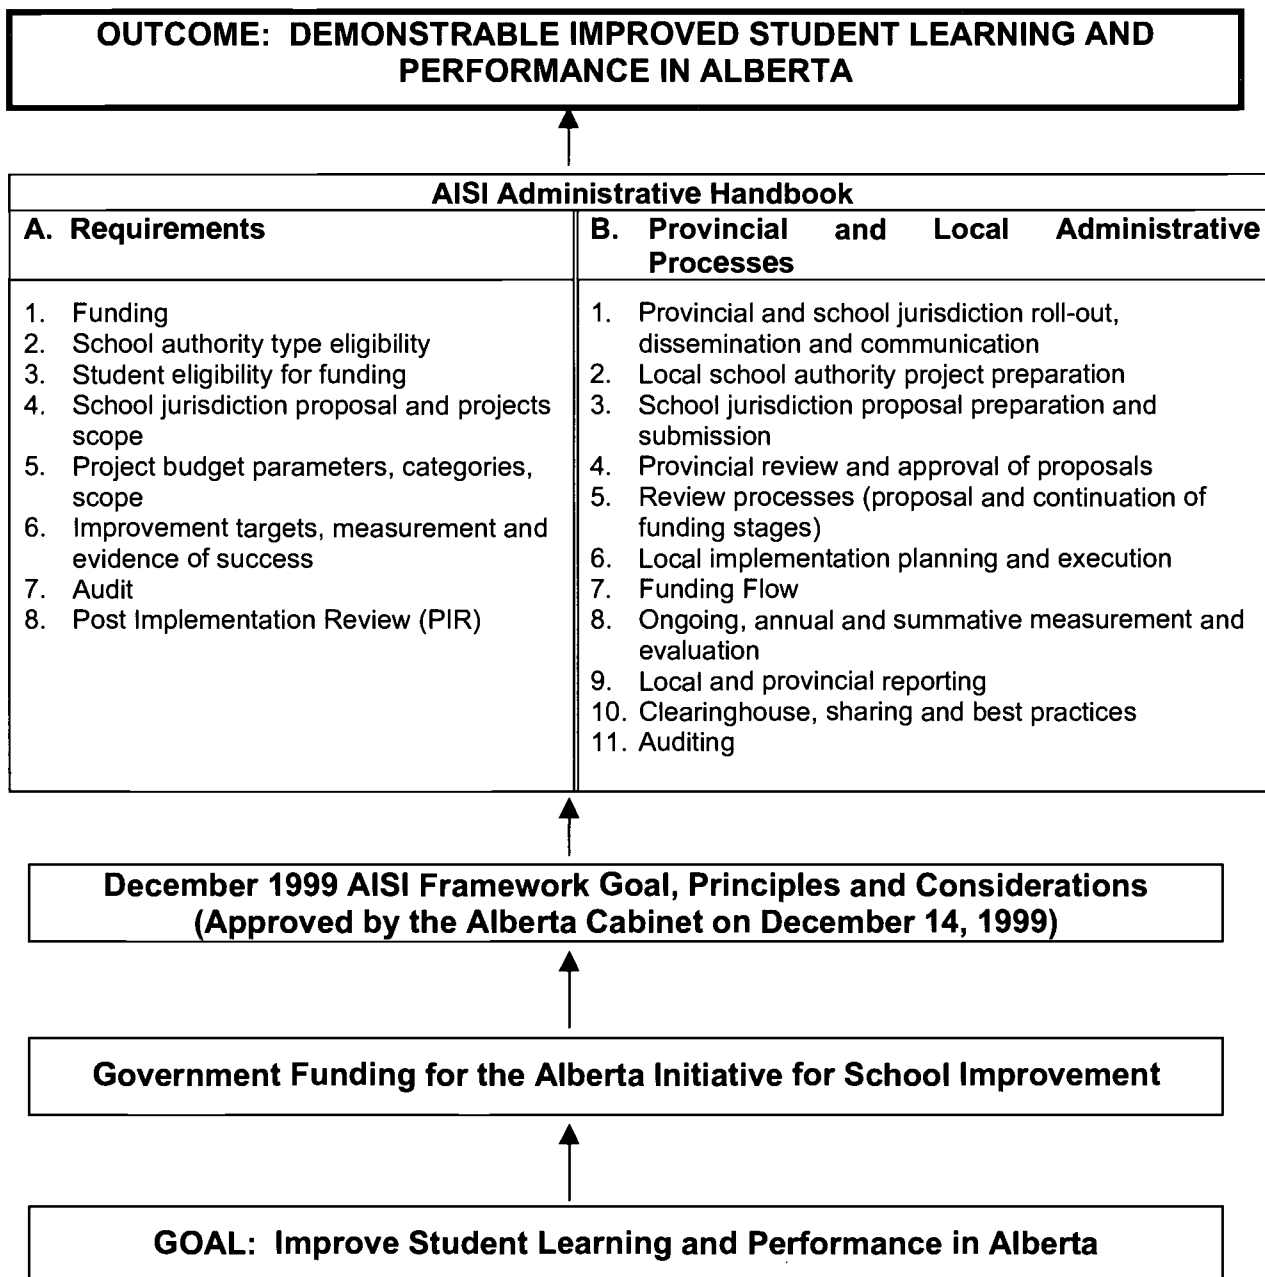 OUTCOME: DEMONSTRABLE IMPROVED STUDENT LEARNING AND
PERFORMANCE IN ALBERTA
AISI Administrative Handbook
A. Requirements
1. Funding
2. School authority type eligibility
3. Student eligibility for funding
4. School jurisdiction proposal and projects
scope
5. Project budget parameters, categories,
scope
6. Improvement targets, measurement and
evidence of success
7. Audit
8. Post Implementation Review (PIR)
B. Provincial and Local Administrative
Processes
1. Provincial and school jurisdiction roll-out,
dissemination and communication
2. Local school authority project preparation
3. School jurisdiction proposal preparation and
submission
4. Provincial review and approval of proposals
5. Review processes (proposal and continuation of
funding stages)
6. Local implementation planning and execution
7. Funding Flow
8. Ongoing, annual and summative measurement and
evaluation
9. Local and provincial reporting
10. Clearinghouse, sharing and best practices
11. Auditing
December 1999 AISI Framework Goal, Principles and Considerations
(Approved by the Alberta Cabinet on December 14, 1999)
Government Funding for the Alberta Initiative for School Improvement
GOAL: Improve Student Learning and Performance in Alberta